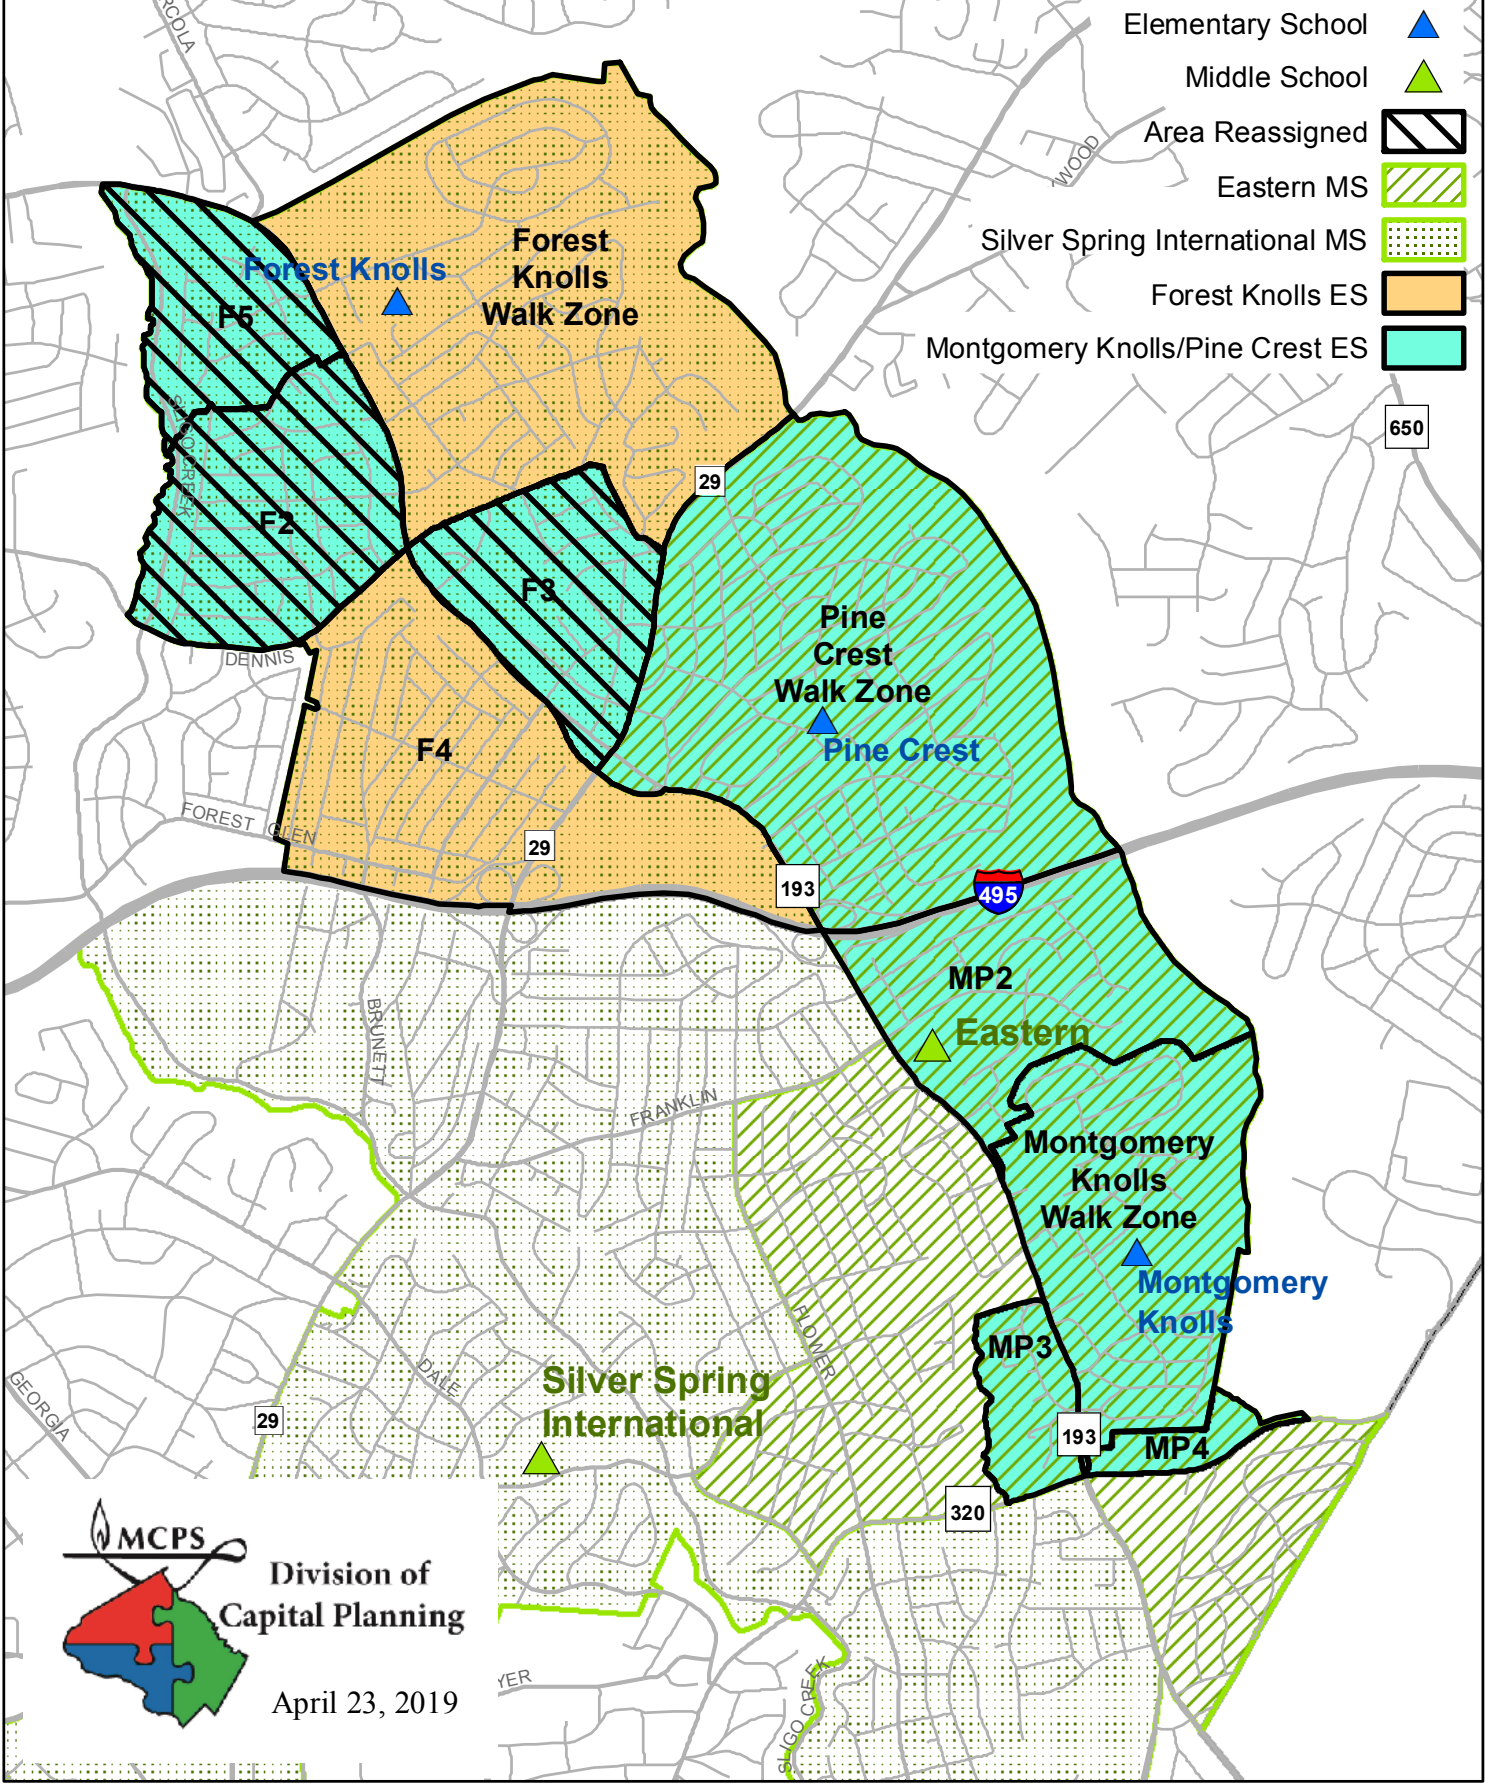 Elementary School
Middle School
Area Reassigned
Eastern MS
Silver Spring International MS
Forest Knolls ES
Montgomery Knolls/Pine Crest ES
RCOLA
WOOD
650
Forest Knolls
Forest
Knolls
Walk Zone
F5
29
SLIGO CREEK
F2
F3
DENNIS
Pine
Crest
Walk Zone
Pine Crest
F4
FOREST GLEN
29
193
495
MP2
Eastern
BRUNETT
FRANKLIN
Montgomery
Knolls
Walk Zone
Montgomery
Knolls
MP3
FLOWER
DALE
Silver Spring
International
GEORGIA
29
193
MP4
320
MCPS
Division of
Capital Planning
April 23, 2019
YER
SLIGO CREEK